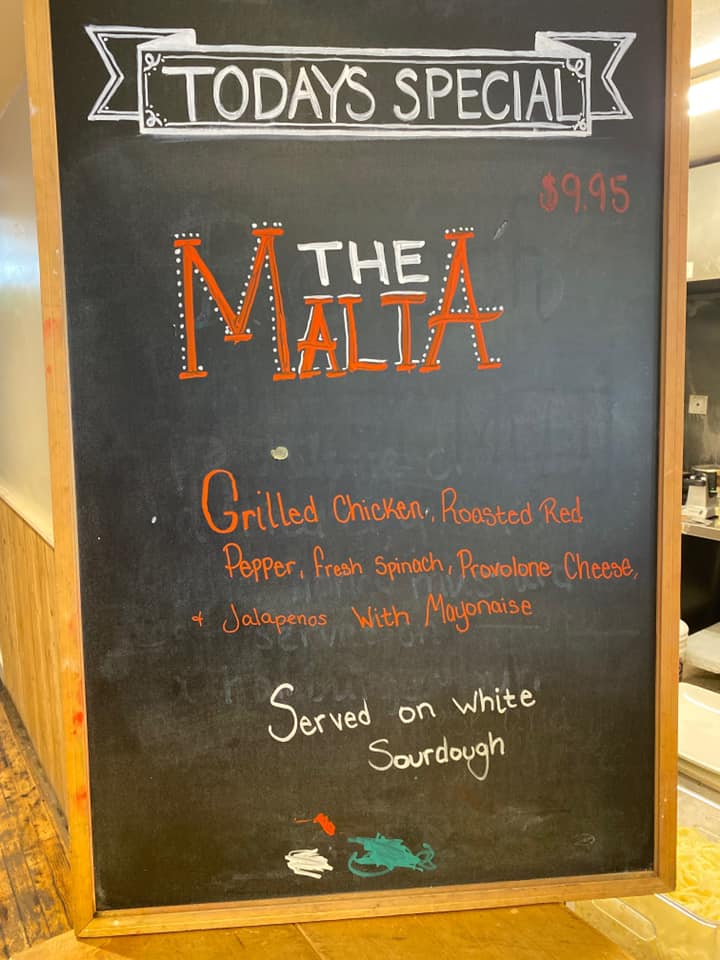 TODAYS SPECIAL
$9.95
THE
MALTA
Grilled Chicken, Roasted Red
Pepper, fresh spinach, Provolone Cheese,
& Jalapenos With Mayonaise
Served on white
Sourdough